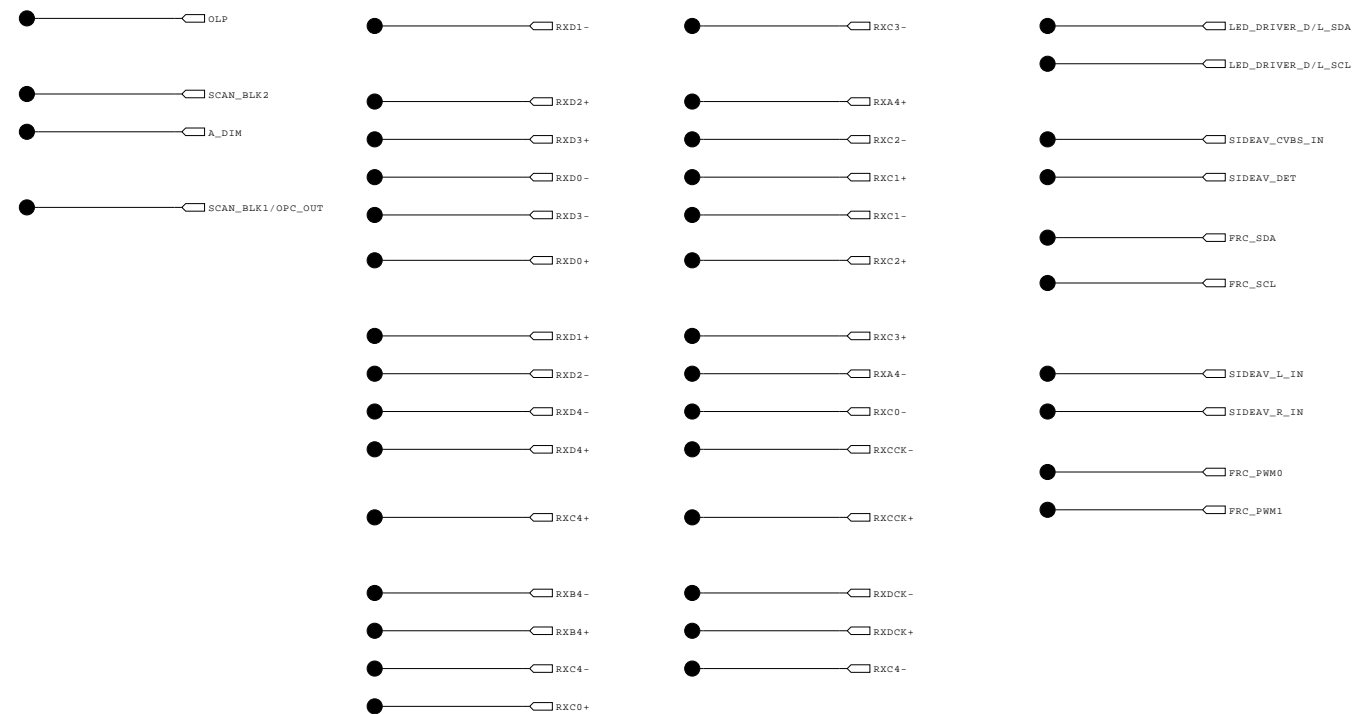 OLP
SCAN_BLK2
A_DIM
SCAN_BLK1/OPC_OUT
RXD1-
RXD2+
RXD3+
RXD0-
RXD3-
RXD0+
RXD1+
RXD2-
RXD4-
RXD4+
RXC4+
RXB4-
RXB4+
RXC4-
RXC0+
RXC3-
RXA4+
RXC2-
RXC1+
RXC1-
RXC2+
RXC3+
RXA4-
RXC0-
RXCCK-
RXCCK+
RXDCK-
RXDCK+
RXC4-
LED_DRIVER_D/L_SDA
LED_DRIVER_D/L_SCL
SIDEAV_CVBS_IN
SIDEAV_DET
FRC_SDA
FRC_SCL
SIDEAV_L_IN
SIDEAV_R_IN
FRC_PWM0
FRC_PWM1